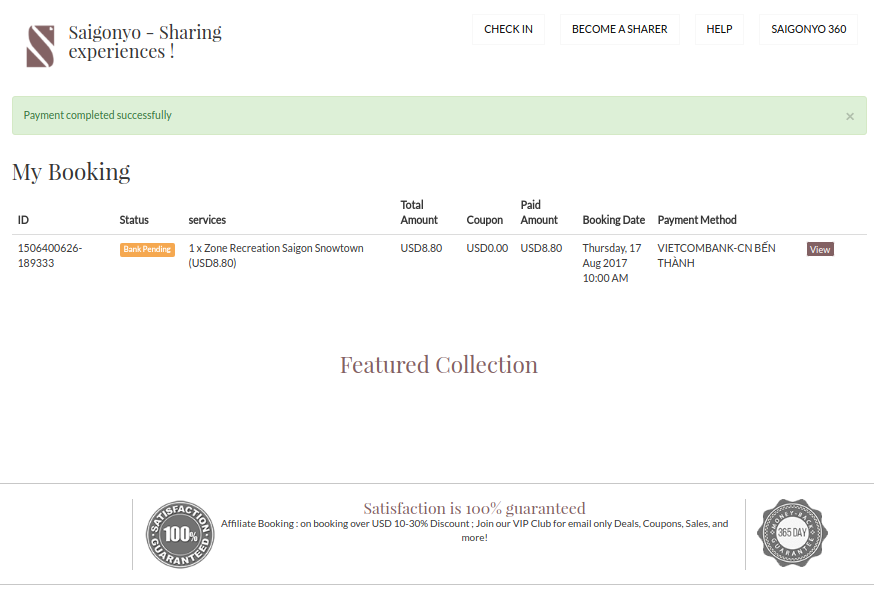 Saigonyo - Sharing
experiences !
CHECK IN
BECOME A SHARER
HELP
SAIGONYO 360
Payment completed successfully
×
My Booking
ID
Status
services
Total
Amount
Coupon
Paid
Amount
Booking Date
Payment Method
1506400626-
189333
Bank Pending
1 x Zone Recreation Saigon Snowtown
(USD8.80)
USD8.80
USD0.00
USD8.80
Thursday, 17
Aug 2017
10:00 AM
VIETCOMBANK-CN BẾN
THÀNH
View
Featured Collection
SATISFACTION
100%
GUARANTEED
Satisfaction is 100% guaranteed
Affiliate Booking : on booking over USD 10-30% Discount ; Join our VIP Club for email only Deals, Coupons, Sales, and
more!
MONEY-BACK
365 DAY
GUARANTEE